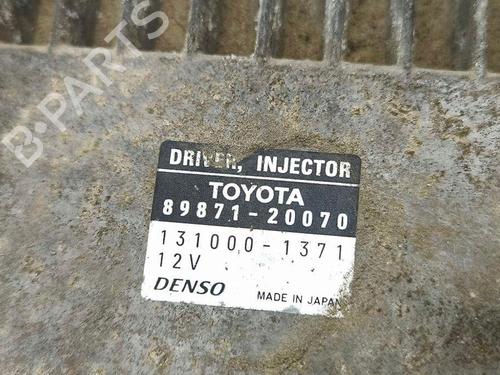 B-PARTS
DRIVER, INJECTOR
TOYOTA
89871-20070
131000-1371
12V
DENSO MADE IN JAPAN